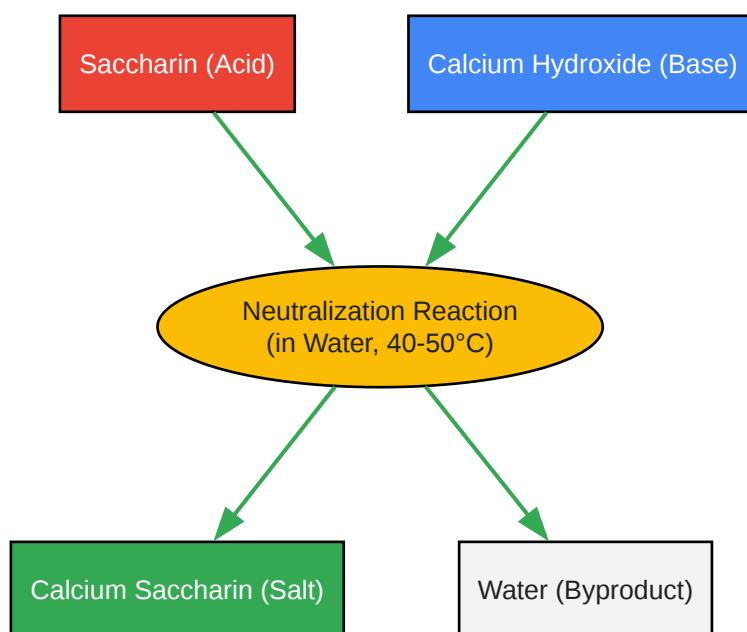 Saccharin (Acid)
Calcium Hydroxide (Base)
Neutralization Reaction
(in Water, 40-50°C)
Calcium Saccharin (Salt)
Water (Byproduct)